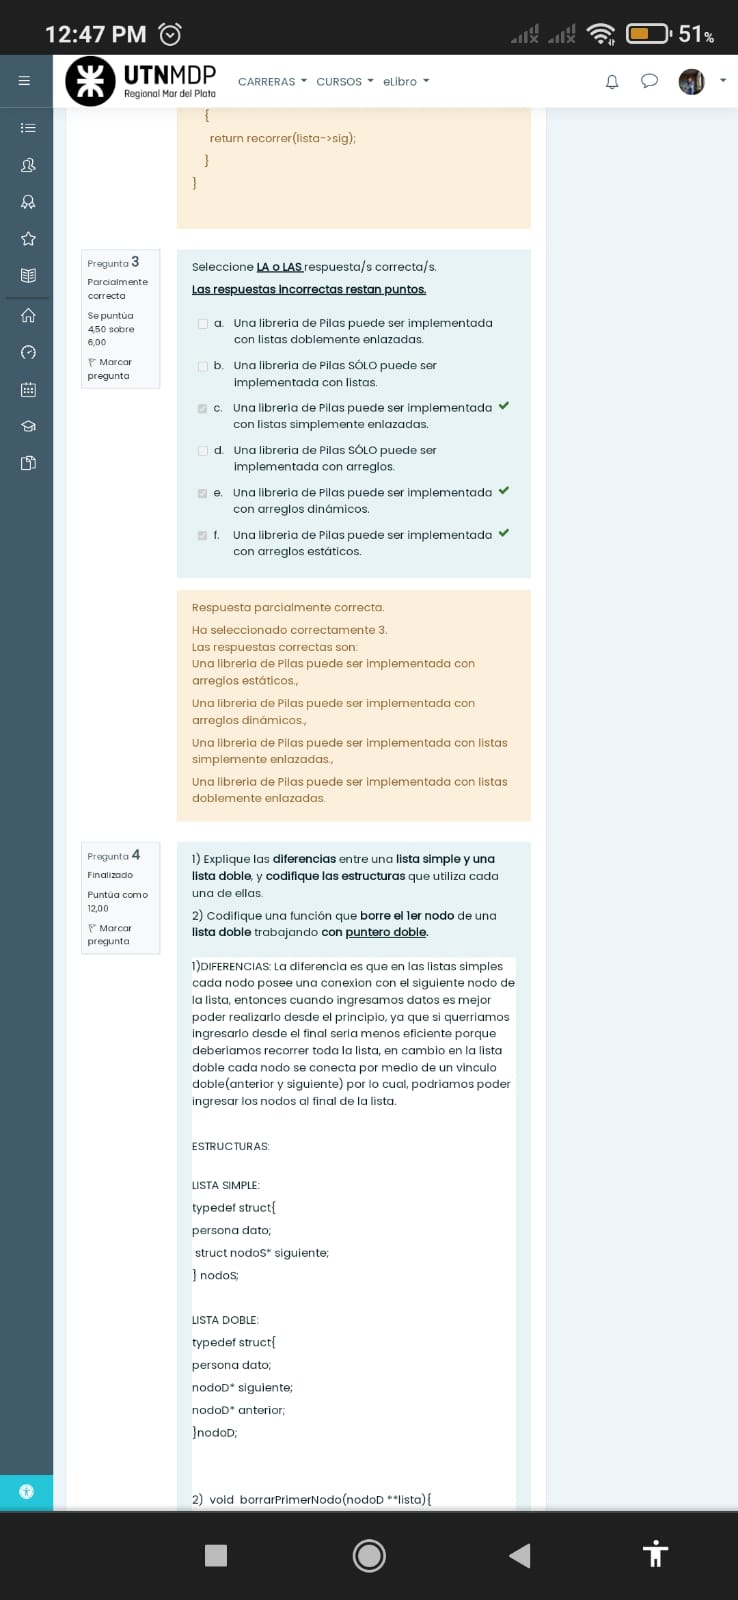 12:47 PM
51%
UTNMDP
Regional Mar del Plata
CARRERAS
CURSOS
eLibro
{
return recorrer(lista->sig);
}
}
Pregunta 3
Parcialmente
correcta
Se puntúa
4,50 sobre
6,00
Marcar
pregunta
Seleccione LA o LAS respuesta/s correcta/s.
Las respuestas incorrectas restan puntos.
a. Una libreria de Pilas puede ser implementada
con listas doblemente enlazadas.
b. Una libreria de Pilas SÓLO puede ser
implementada con listas.
c. Una libreria de Pilas puede ser implementada
con listas simplemente enlazadas.
d. Una libreria de Pilas SÓLO puede ser
implementada con arreglos.
e. Una libreria de Pilas puede ser implementada
con arreglos dinámicos.
f. Una libreria de Pilas puede ser implementada
con arreglos estáticos.
Respuesta parcialmente correcta.
Ha seleccionado correctamente 3.
Las respuestas correctas son:
Una libreria de Pilas puede ser implementada con
arreglos estáticos.,
Una libreria de Pilas puede ser implementada con
arreglos dinámicos.,
Una libreria de Pilas puede ser implementada con listas
simplemente enlazadas.,
Una libreria de Pilas puede ser implementada con listas
doblemente enlazadas.
Pregunta 4
Finalizado
Puntúa como
12,00
Marcar
pregunta
1) Explique las diferencias entre una lista simple y una
lista doble, y codifique las estructuras que utiliza cada
una de ellas.
2) Codifique una función que borre el 1er nodo de una
lista doble trabajando con puntero doble.
1)DIFERENCIAS: La diferencia es que en las listas simples
cada nodo posee una conexion con el siguiente nodo de
la lista, entonces cuando ingresamos datos es mejor
poder realizarlo desde el principio, ya que si querriamos
ingresarlo desde el final seria menos eficiente porque
deberiamos recorrer toda la lista, en cambio en la lista
doble cada nodo se conecta por medio de un vinculo
doble(anterior y siguiente) por lo cual, podriamos poder
ingresar los nodos al final de la lista.
ESTRUCTURAS:
LISTA SIMPLE:
typedef struct{
persona dato;
struct nodoS* siguiente;
} nodoS;
LISTA DOBLE:
typedef struct{
persona dato;
nodoD* siguiente;
nodoD* anterior;
}nodoD;
2) void borrarPrimerNodo(nodoD **lista){